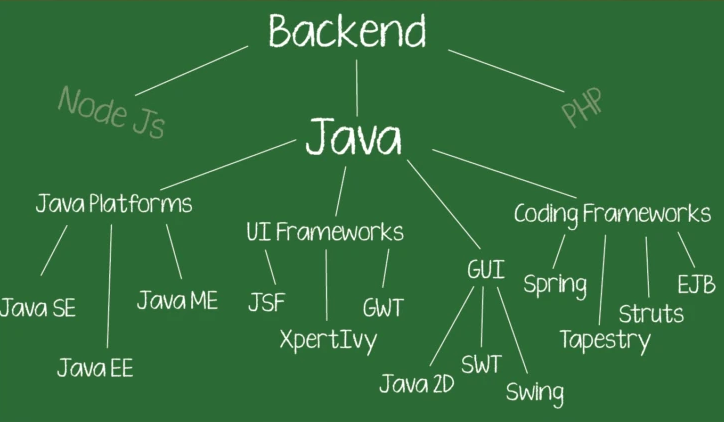 Backend
Node Js
PHP
Java
Java Platforms
UI Frameworks
GUI
Coding Frameworks
Java SE
Java EE
Java ME
JSF
XpertIvy
GWT
Java 2D
SWT
Swing
Spring
Tapestry
Struts
EJB